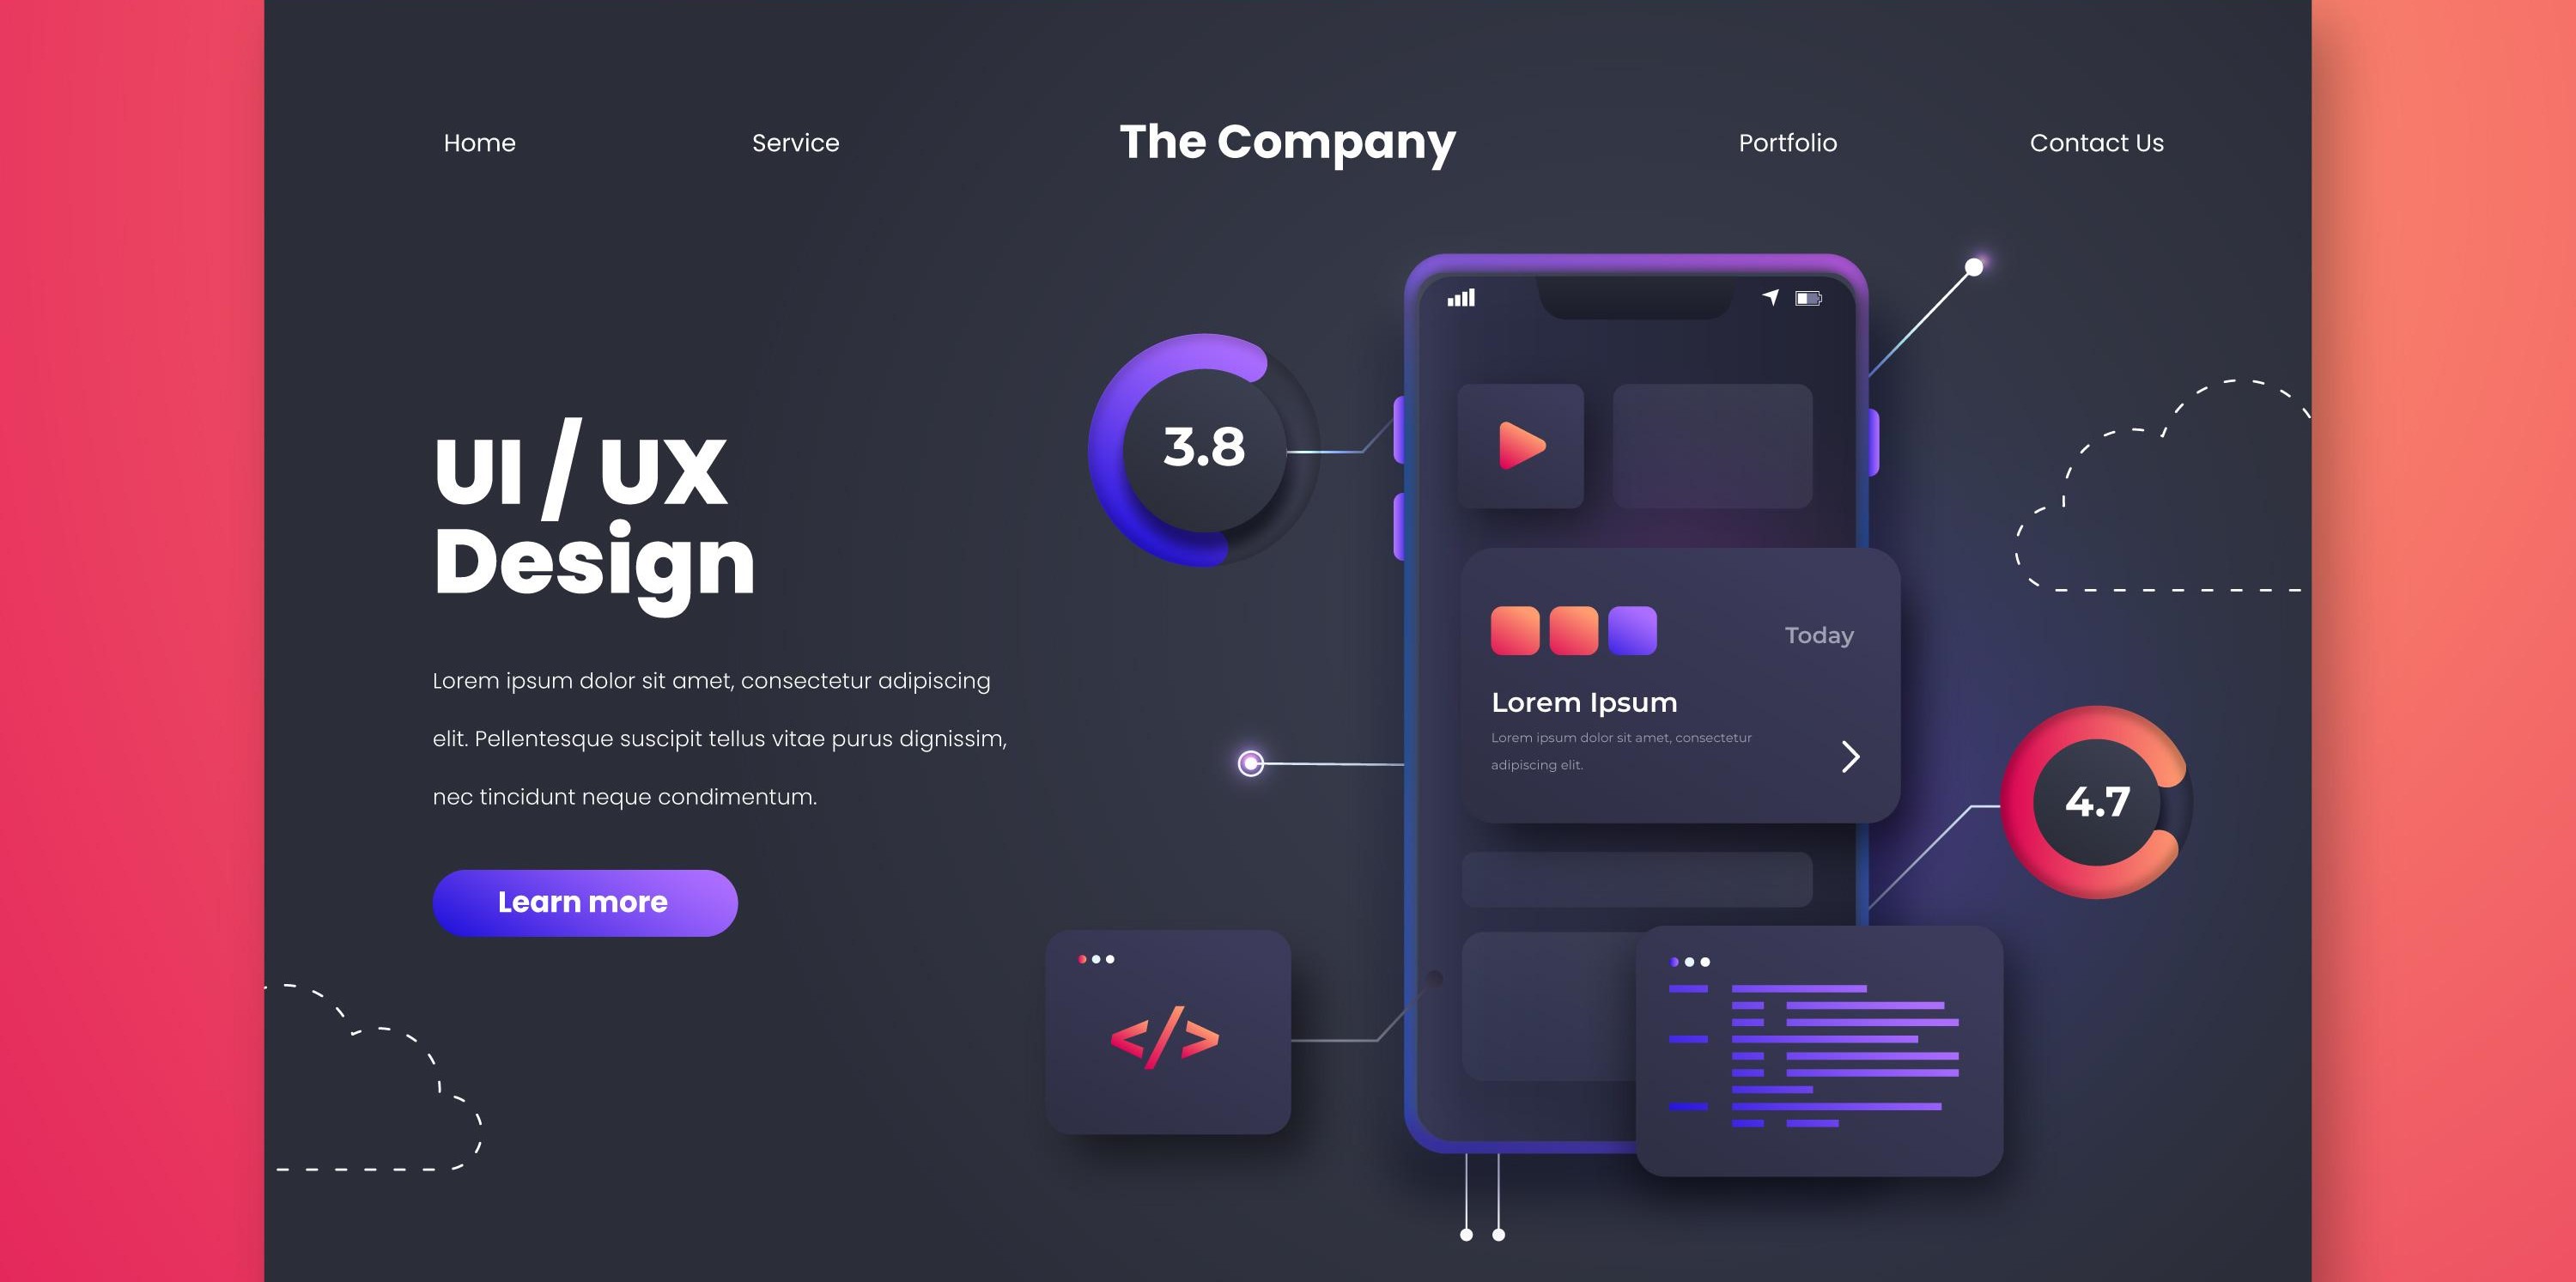 Home Service The Company Portfolio Contact Us
UI / UX
Design
Lorem ipsum dolor sit amet, consectetur adipiscing
elit. Pellentesque suscipit tellus vitae purus dignissim,
nec tincidunt neque condimentum.
Learn more
3.8
Today
Lorem Ipsum
Lorem ipsum dolor sit amet, consectetur
adipiscing elit.
4.7
</>